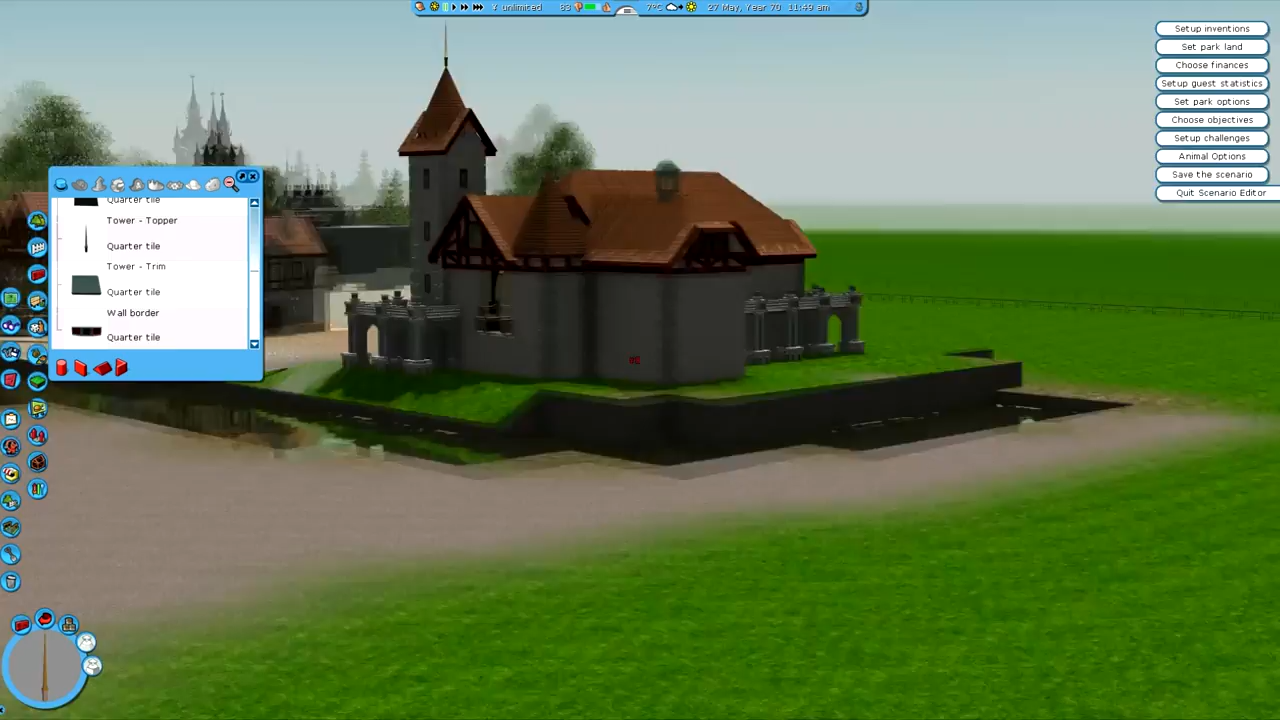 ¥ unlimited 83 7°C 27 May, Year 70 11:49 am
Setup inventions
Set park land
Choose finances
Setup guest statistics
Set park options
Choose objectives
Setup challenges
Animal Options
Save the scenario
Quit Scenario Editor
Quarter tile
Tower - Topper
Quarter tile
Tower - Trim
Quarter tile
Wall border
Quarter tile